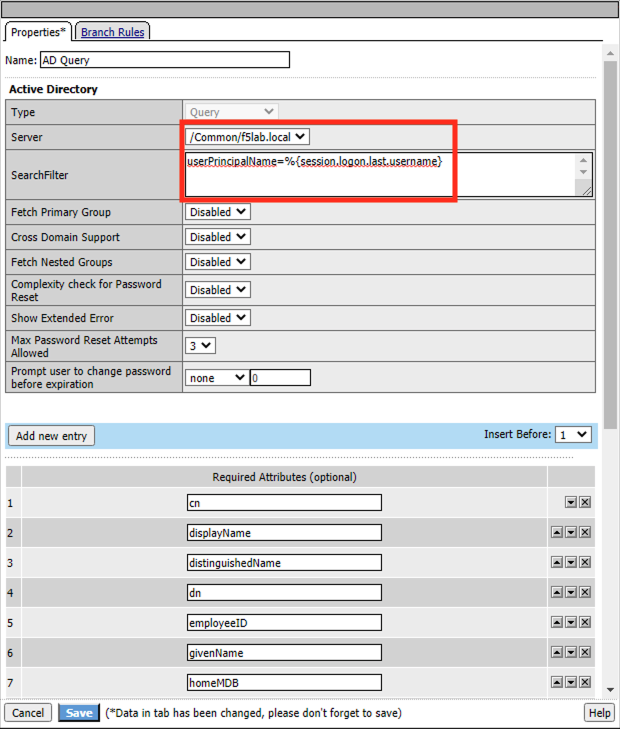 Properties* Branch Rules
Name: AD Query
Active Directory
Type Query
Server /Common/f5lab.local
SearchFilter userPrincipalName=%{session.logon.last.username}
Fetch Primary Group Disabled
Cross Domain Support Disabled
Fetch Nested Groups Disabled
Complexity check for Password
Reset Disabled
Show Extended Error Disabled
Max Password Reset Attempts
Allowed 3
Prompt user to change password
before expiration none 0
Add new entry Insert Before: 1
Required Attributes (optional)
1 cn
2 displayName
3 distinguishedName
4 dn
5 employeeID
6 givenName
7 homeMDB
Cancel Save (*Data in tab has been changed, please don't forget to save) Help